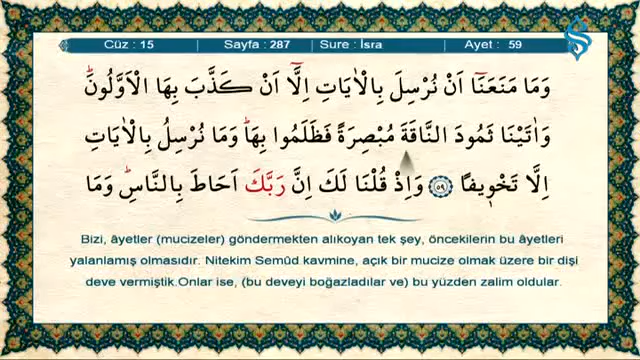 Cüz : 15 | Sayfa : 287 | Sure : İsra Ayet : 59
وَمَا مَنَعَنَٓا اَنْ نُرْسِلَ بِالْاٰيَاتِ اِلَّٓا اَنْ كَذَّبَ بِهَا الْاَوَّلُونَۜ
وَاٰتَيْنَا ثَمُودَ النَّاقَةَ مُبْصِرَةً فَظَلَمُوا بِهَاۜ وَمَا نُرْسِلُ بِالْاٰيَاتِ
اِلَّا تَخْوٖيفًا ﴿٥٩﴾ وَاِذْ قُلْنَا لَكَ اِنَّ رَبَّكَ اَحَاطَ بِالنَّاسِۜ وَمَا
Bizi, âyetler (mucizeler) göndermekten alıkoyan tek şey, öncekilerin bu âyetleri
yalanlamış olmasıdır. Nitekim Semûd kavmine, açık bir mucize olmak üzere bir dişi
deve vermiştik.Onlar ise, (bu deveyi boğazladılar ve) bu yüzden zalim oldular.